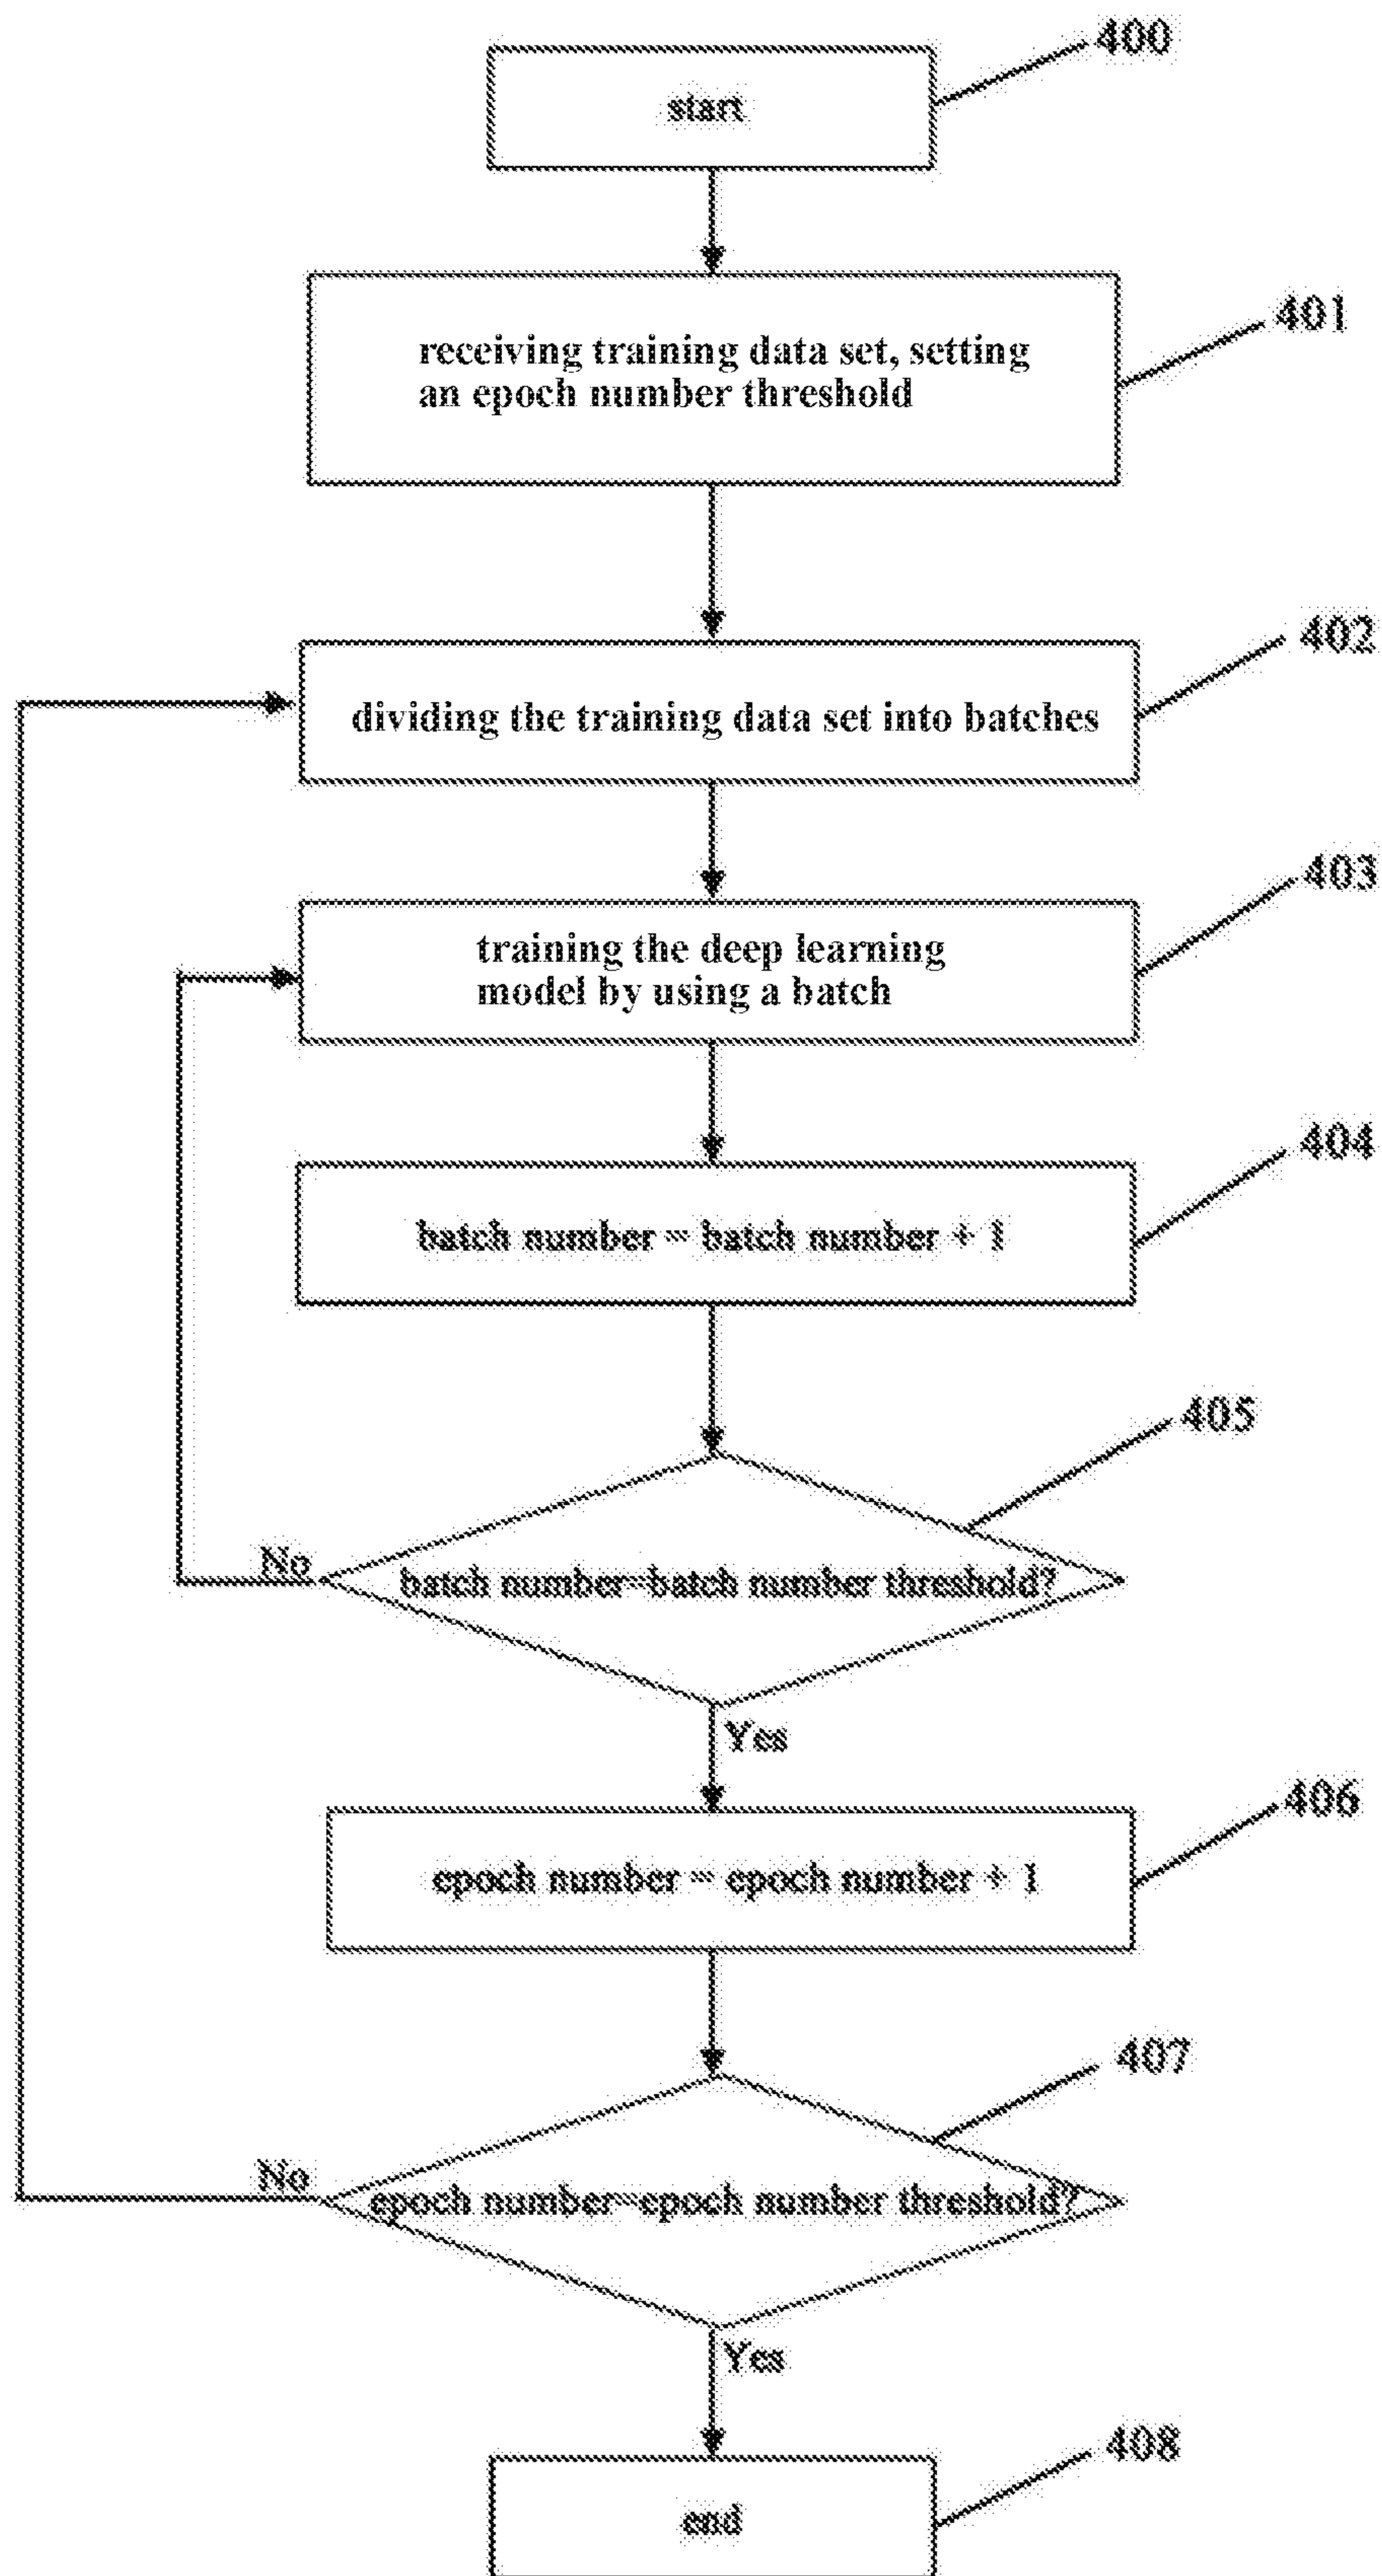 400
start
401
receiving training data set, setting
an epoch number threshold
402
dividing the training data set into batches
403
training the deep learning
model by using a batch
404
batch number = batch number + 1
405
No
batch number=batch number threshold?
Yes
406
epoch number = epoch number + 1
407
No
epoch number=epoch number threshold?
Yes
408
end